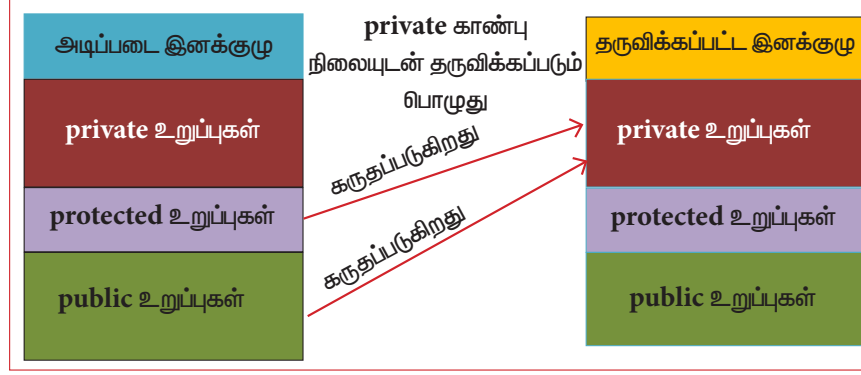 அடிப்படை இனக்குழு
private உறுப்புகள்
protected உறுப்புகள்
public உறுப்புகள்
private காண்பு
நிலையுடன் தருவிக்கப்படும்
பொழுது
கருதப்படுகிறது
கருதப்படுகிறது
தருவிக்கப்பட்ட இனக்குழு
private உறுப்புகள்
protected உறுப்புகள்
public உறுப்புகள்